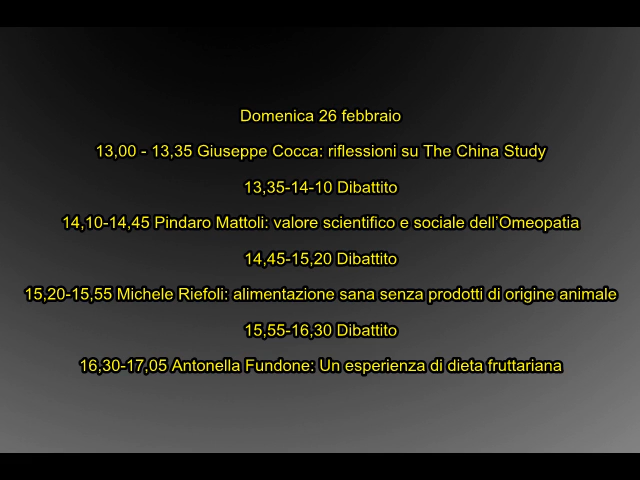 Domenica 26 febbraio
13,00 - 13,35 Giuseppe Cocca: riflessioni su The China Study
13,35-14-10 Dibattito
14,10-14,45 Pindaro Mattoli: valore scientifico e sociale dell'Omeopatia
14,45-15,20 Dibattito
15,20-15,55 Michele Riefoli: alimentazione sana senza prodotti di origine animale
15,55-16,30 Dibattito
16,30-17,05 Antonella Fundone: Un esperienza di dieta fruttariana